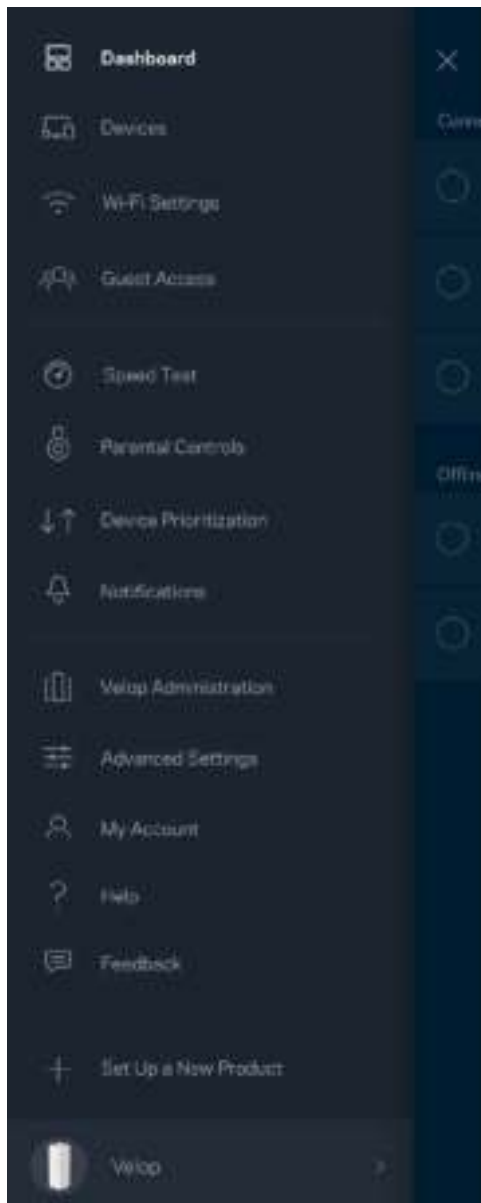 Dashboard
Devices
Wi-Fi Settings
Guest Access
Speed Test
Parental Controls
Device Prioritization
Notifications
Velop Administration
Advanced Settings
My Account
Help
Feedback
Set Up a New Product
Velop